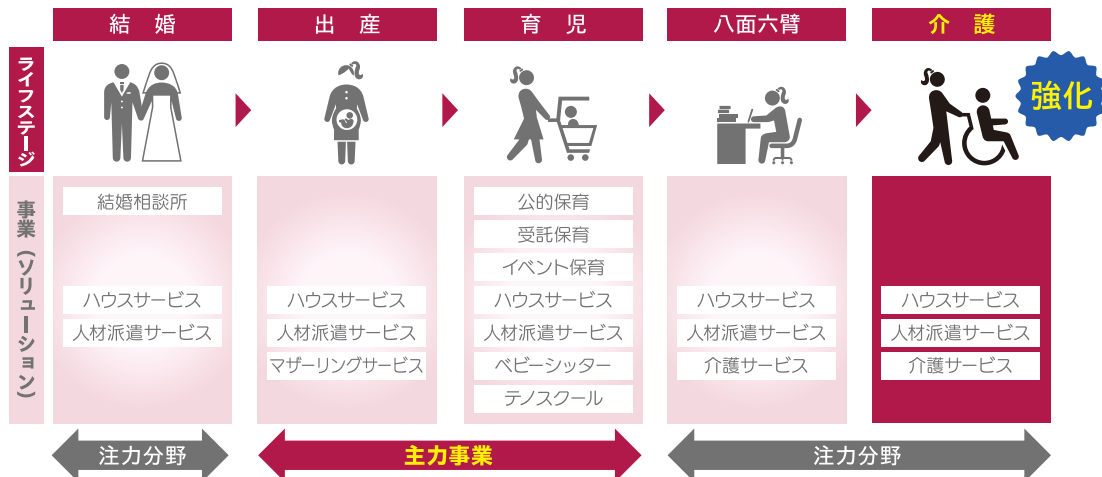 結 婚
出 産
育 児
八面六臂
介 護
ライフステージ
強化
事業（ソリューション）
結婚相談所
ハウスサービス
人材派遣サービス
ハウスサービス
人材派遣サービス
マザーリングサービス
公的保育
受託保育
イベント保育
ハウスサービス
人材派遣サービス
ベビーシッター
テノスクール
ハウスサービス
人材派遣サービス
介護サービス
ハウスサービス
人材派遣サービス
介護サービス
注力分野
主力事業
注力分野